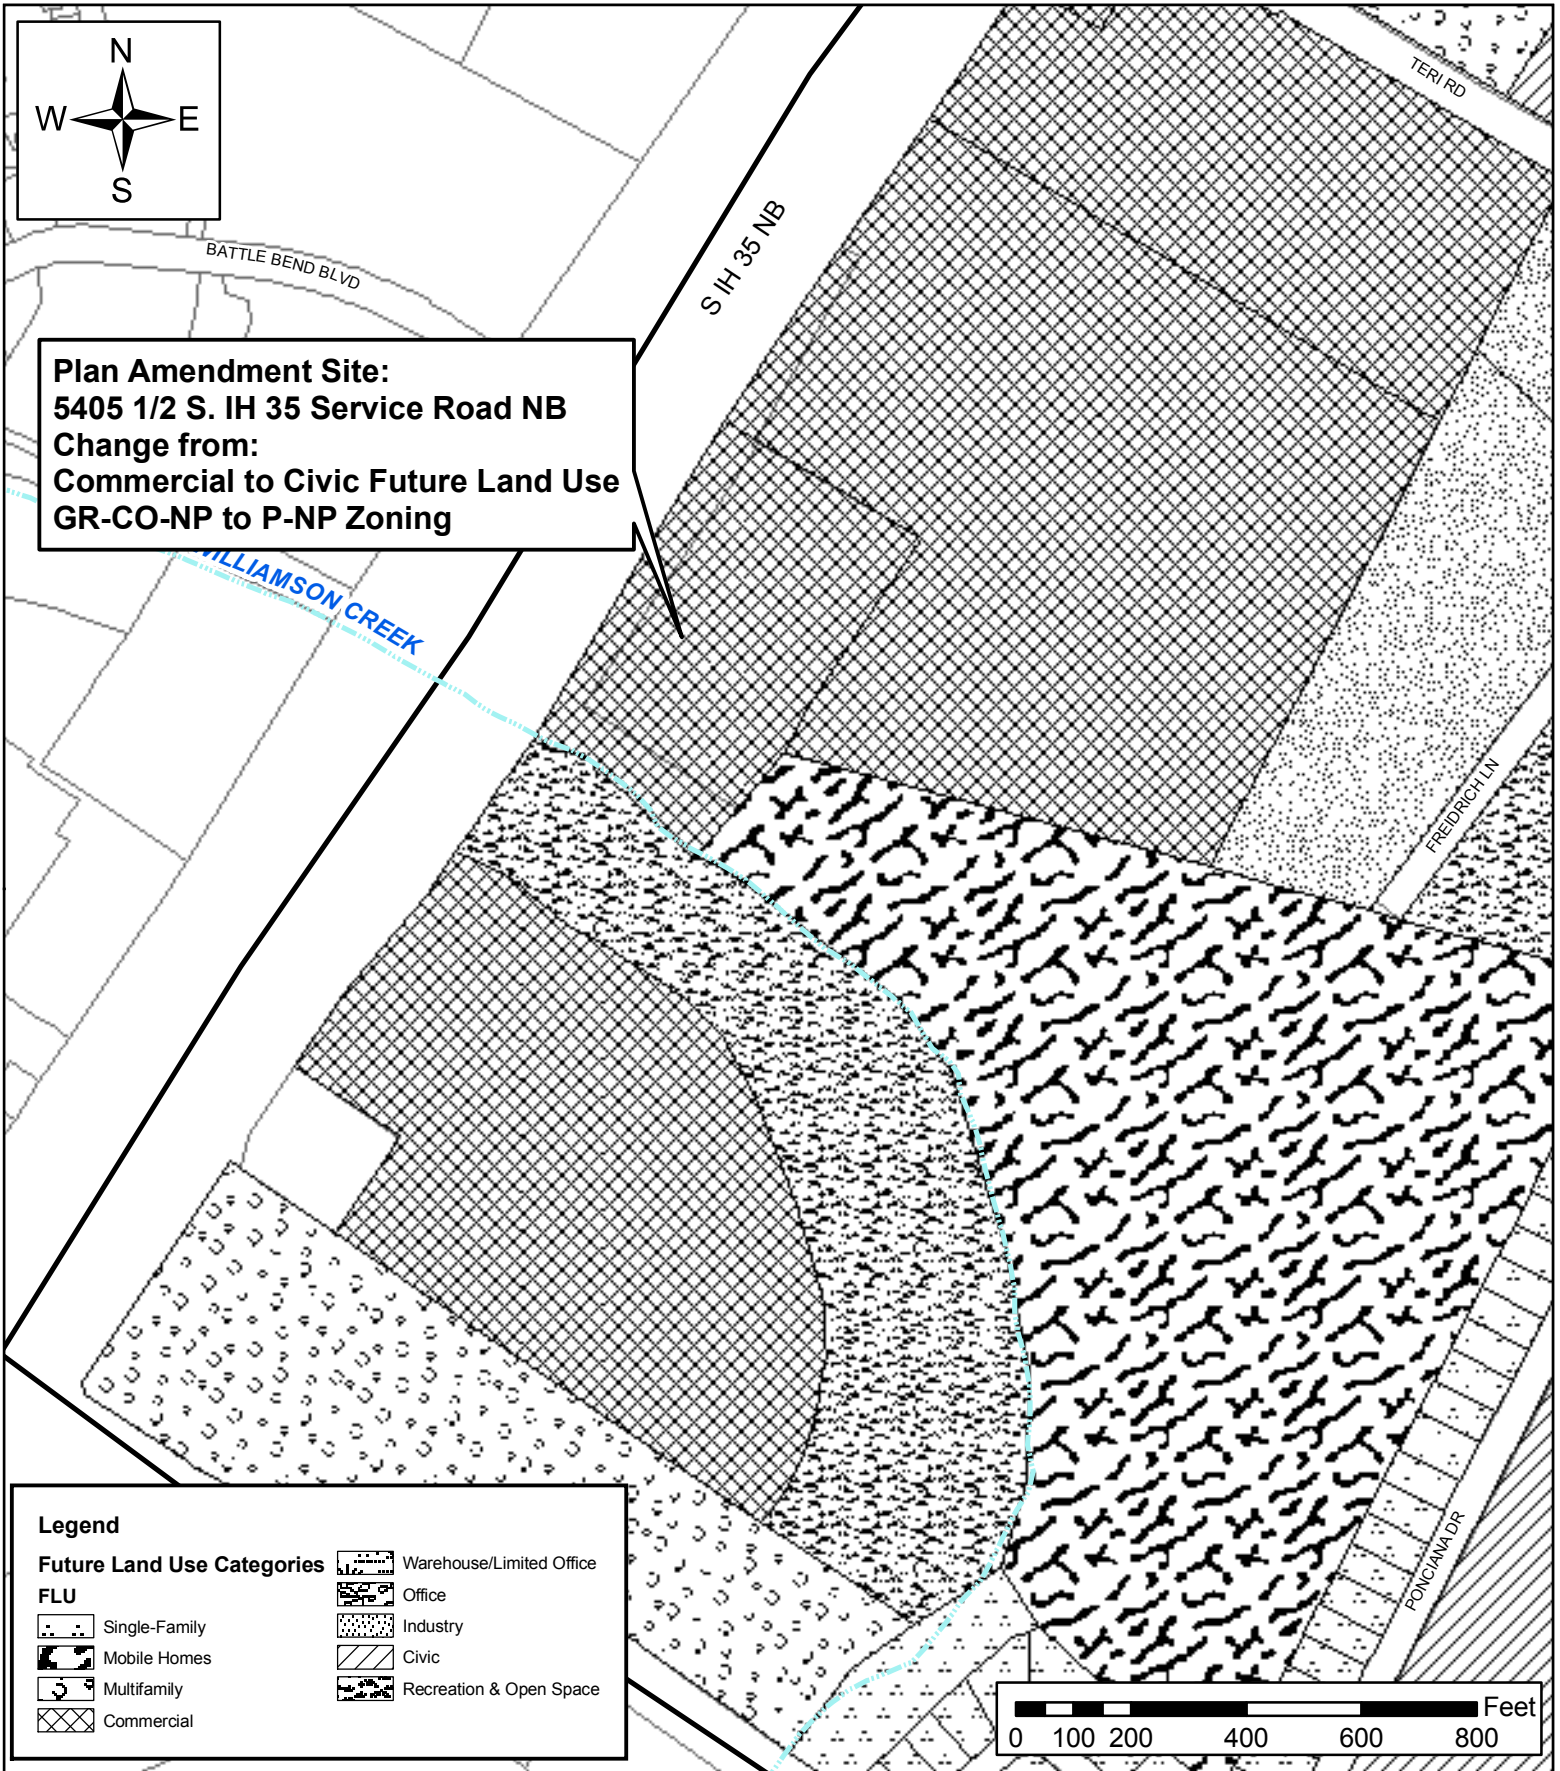 N
W E
S
TERI RD
S IH 35 NB
BATTLE BEND BLVD
Plan Amendment Site:
5405 1/2 S. IH 35 Service Road NB
Change from:
Commercial to Civic Future Land Use
GR-CO-NP to P-NP Zoning
WILLIAMSON CREEK
FREIDRICH LN
PONCIANA DR
Legend
Future Land Use Categories
FLU
Single-Family
Mobile Homes
Multifamily
Commercial
Warehouse/Limited Office
Office
Industry
Civic
Recreation & Open Space
Feet
0 100 200 400 600 800